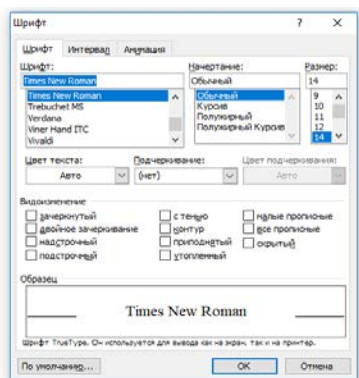 Шрифт ? ×
Шрифт Интервал Анимация
Шрифт: Начертание: Размер:
Times New Roman Обычный 14
Times New Roman Обычный 9
Trebuchet MS Курсив 10
Verdana Полужирный 11
Viner Hand ITC Полужирный Курсив 12
Vivaldi 14
Цвет текста: Подчеркивание: Цвет подчеркивания:
Авто (нет) Авто
Видоизменение
зачеркнутый с тенью малые прописные
двойное зачеркивание контур все прописные
надстрочный приподнятый скрытый
подстрочный утопленный
Образец
Times New Roman
Шрифт TrueType. Он используется для вывода как на экран, так и на принтер.
По умолчанию... ОК Отмена